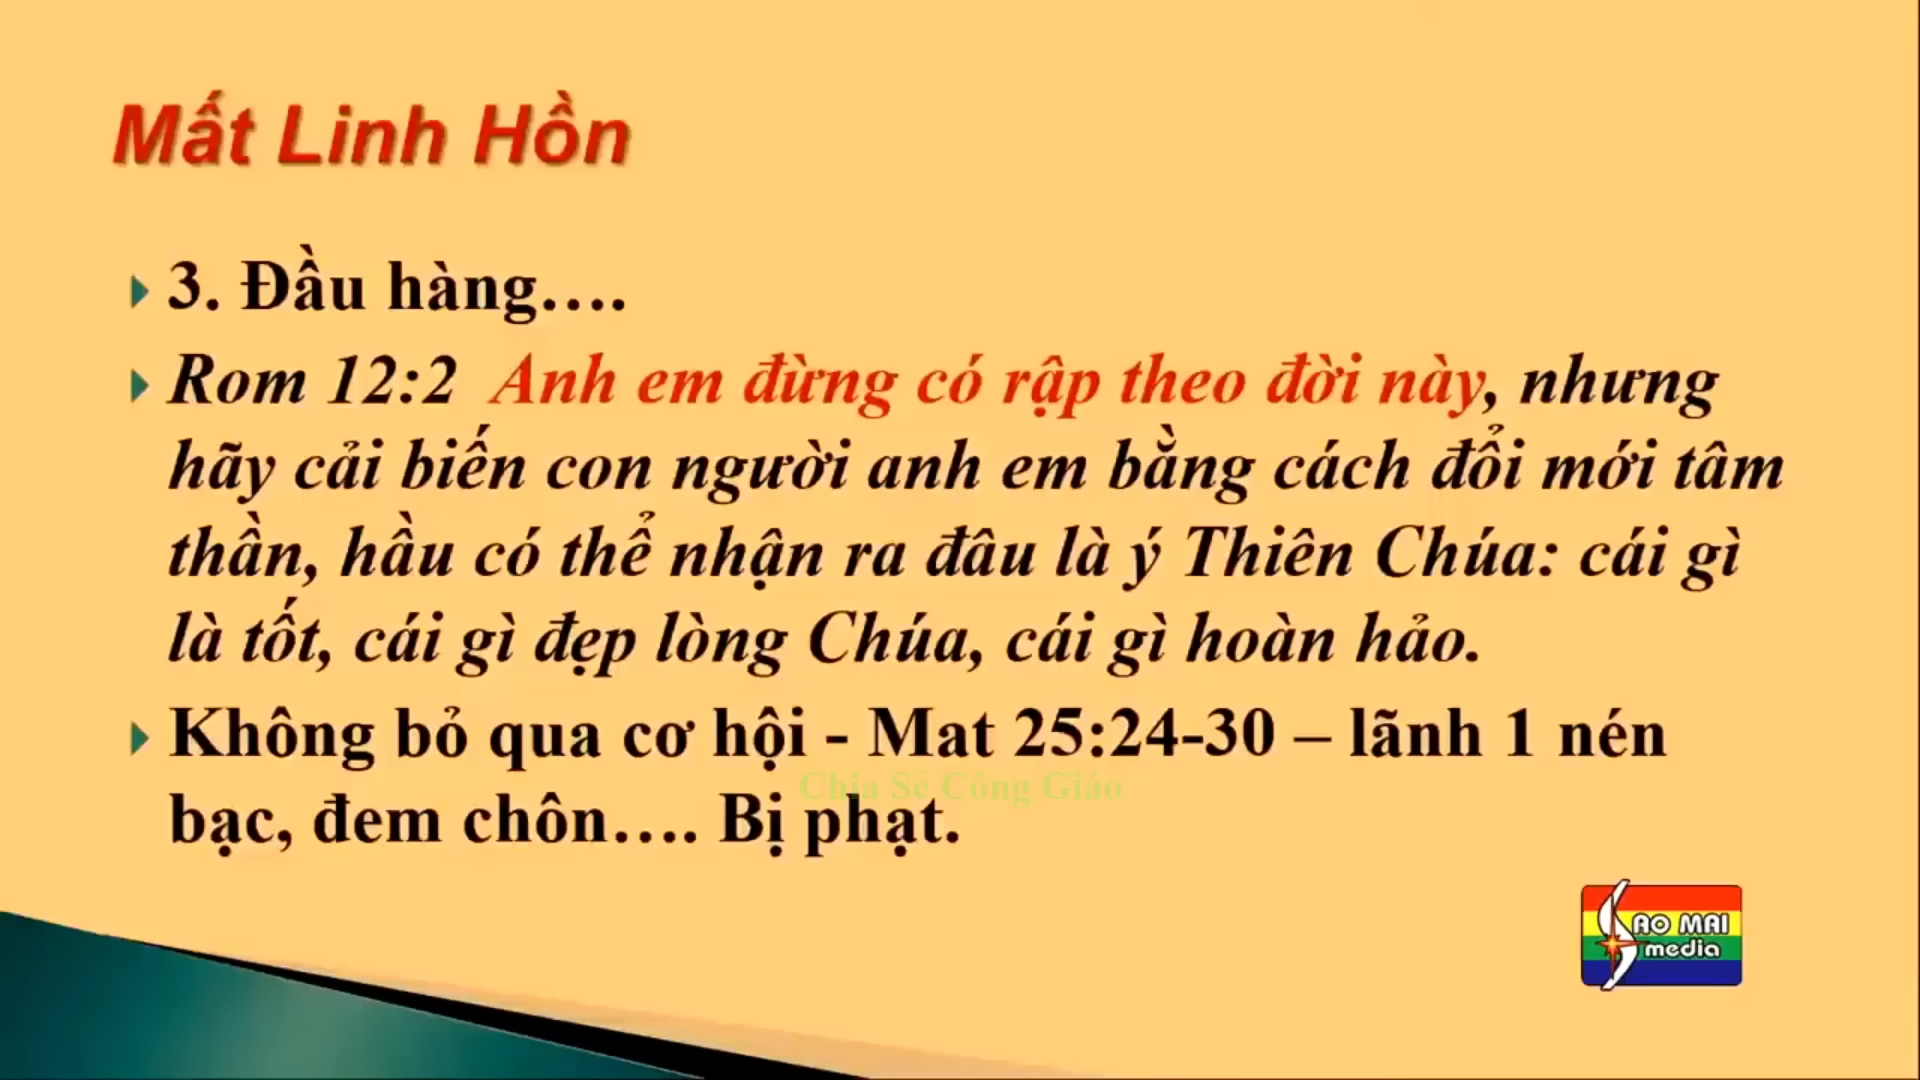 Mất Linh Hồn
3. Đầu hàng….
Rom 12:2 Anh em đừng có rập theo đời này, nhưng
hãy cải biến con người anh em bằng cách đổi mới tâm
thần, hầu có thể nhận ra đâu là ý Thiên Chúa: cái gì
là tốt, cái gì đẹp lòng Chúa, cái gì hoàn hảo.
Không bỏ qua cơ hội - Mat 25:24-30 – lãnh 1 nén
Chia Sẻ Công Giáo
bạc, đem chôn…. Bị phạt.
SAO MAI
media